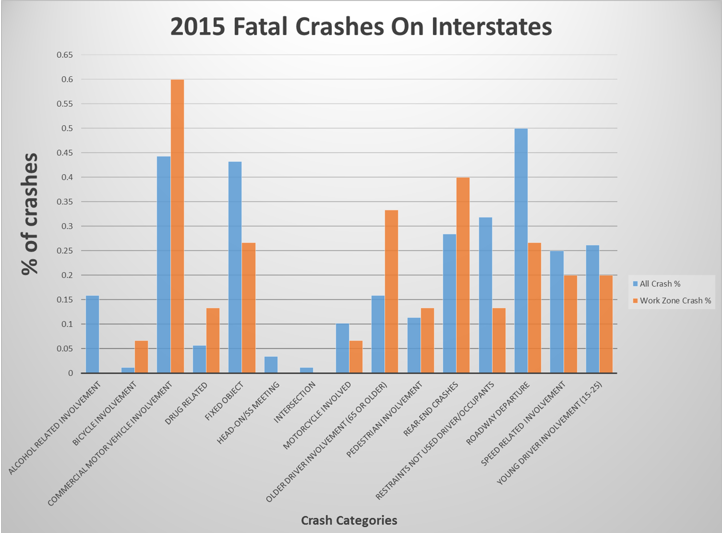 2015 Fatal Crashes On Interstates
% of crashes
0.65
0.6
0.55
0.5
0.45
0.4
0.35
0.3
0.25
0.2
0.15
0.1
0.05
0
ALCOHOL RELATED INVOLVEMENT
BICYCLE INVOLVEMENT
COMMERCIAL MOTOR VEHICLE INVOLVEMENT
DRUG RELATED
FIXED OBJECT
HEAD-ON/SS MEETING
INTERSECTION
MOTORCYCLE INVOLVED
OLDER DRIVER INVOLVEMENT (65 OR OLDER)
PEDESTRIAN INVOLVEMENT
REAR-END CRASHES
RESTRAINTS NOT USED DRIVER/OCCUPANTS
ROADWAY DEPARTURE
SPEED RELATED INVOLVEMENT
YOUNG DRIVER INVOLVEMENT (15-25)
Crash Categories
All Crash %
Work Zone Crash %